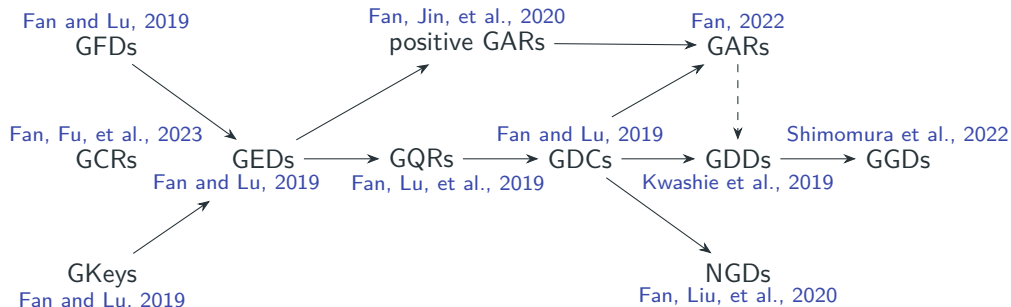 Fan and Lu, 2019
GFDs
Fan, Jin, et al., 2020
positive GARs
Fan, 2022
GARs
Fan, Fu, et al., 2023
GCRs
GEDs
Fan and Lu, 2019
GQRs
Fan, Lu, et al., 2019
Fan and Lu, 2019
GDCs
GDDs
Kwashie et al., 2019
Shimomura et al., 2022
GGDs
GKeys
Fan and Lu, 2019
NGDs
Fan, Liu, et al., 2020